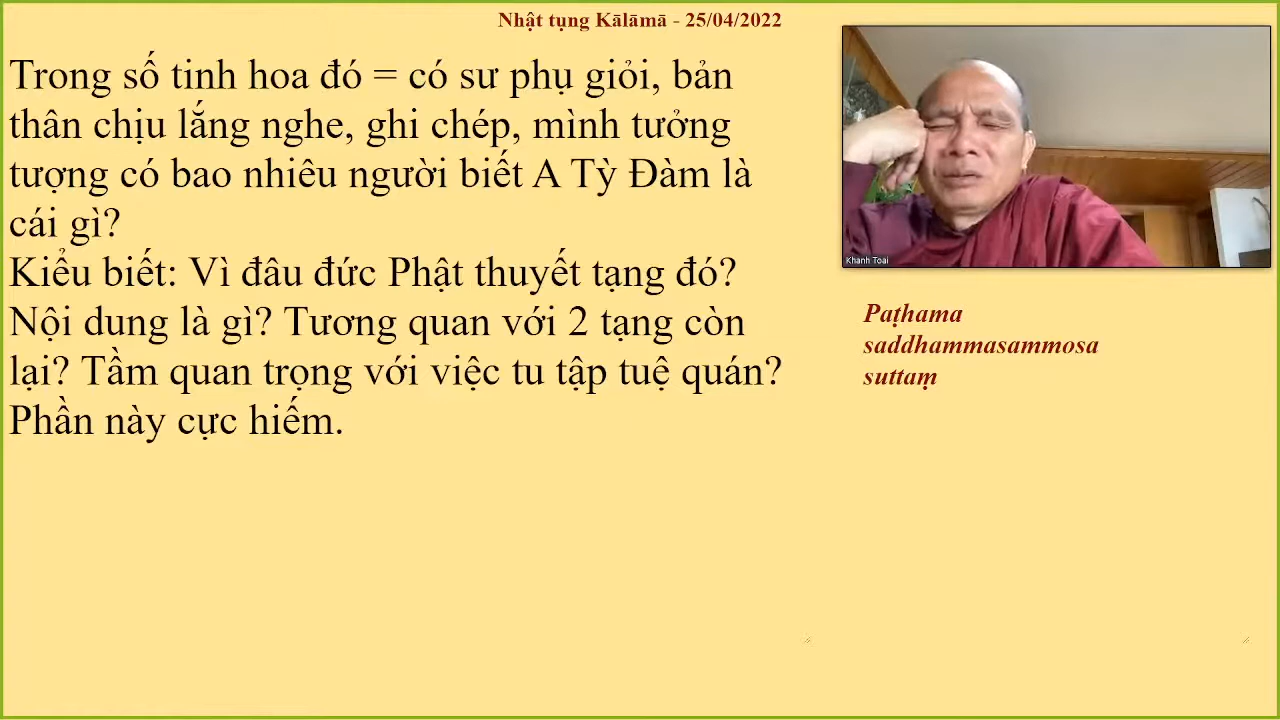 Nhật tụng Kālāmā - 25/04/2022
Trong số tinh hoa đó = có sư phụ giỏi, bản
thân chịu lắng nghe, ghi chép, mình tưởng
tượng có bao nhiêu người biết A Tỳ Đàm là
cái gì?
Kiểu biết: Vì đâu đức Phật thuyết tạng đó?
Nội dung là gì? Tương quan với 2 tạng còn
lại? Tầm quan trọng với việc tu tập tuệ quán?
Phần này cực hiếm.
Khanh Toai
Paṭhama
saddhammasammosa
suttaṃ